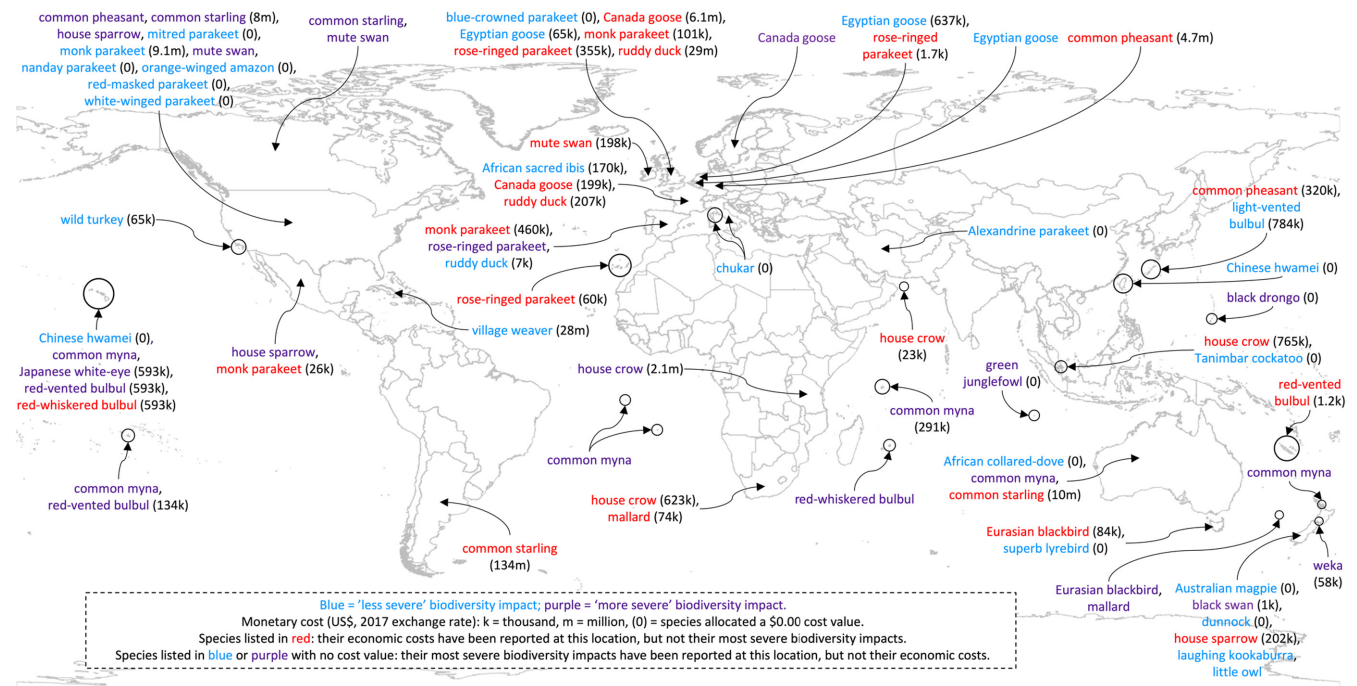 common pheasant, common starling (8m),
house sparrow, mitred parakeet (0),
monk parakeet (9.1m), mute swan,
nanday parakeet (0), orange-winged amazon (0),
red-masked parakeet (0),
white-winged parakeet (0)
common starling,
mute swan
blue-crowned parakeet (0), Canada goose (6.1m)
Egyptian goose (65k), monk parakeet (101k)
rose-ringed parakeet (355k), ruddy duck (29m)
Canada goose
Egyptian goose (637k),
rose-ringed
parakeet (1.7k)
Egyptian goose
common pheasant (4.7m)
mute swan (198k)
African sacred ibis (170k),
Canada goose (199k),
ruddy duck (207k)
wild turkey (65k)
monk parakeet (460k),
rose-ringed parakeet,
ruddy duck (7k)
chukar (0)
Alexandrine parakeet (0)
common pheasant (320k),
light-vented
bulbul (784k)
Chinese hwamei (0)
black drongo (0)
rose-ringed parakeet (60k)
village weaver (28m)
house crow
(23k)
house crow (765k),
Tanimbar cockatoo (0)
Chinese hwamei (0),
common myna,
Japanese white-eye (593k),
red-vented bulbul (593k),
red-whiskered bulbul (593k)
house sparrow,
monk parakeet (26k)
house crow (2.1m)
green
junglefowl (0)
red-vented
bulbul (1.2k)
common myna
(291k)
common myna
common myna,
red-vented bulbul (134k)
African collared-dove (0),
common myna,
common starling (10m)
common myna
house crow (623k),
mallard (74k)
red-whiskered bulbul
common starling
(134m)
Eurasian blackbird (84k),
superb lyrebird (0)
Eurasian blackbird,
mallard
weka
(58k)
Australian magpie (0),
black swan (1k)
dunnock (0),
house sparrow (202k),
laughing kookaburra,
little owl
Blue = ’less severe’ biodiversity impact; purple = ‘more severe’ biodiversity impact.
Monetary cost (US$, 2017 exchange rate): k = thousand, m = million, (0) = species allocated a $0.00 cost value.
Species listed in red: their economic costs have been reported at this location, but not their most severe biodiversity impacts.
Species listed in blue or purple with no cost value: their most severe biodiversity impacts have been reported at this location, but not their economic costs.